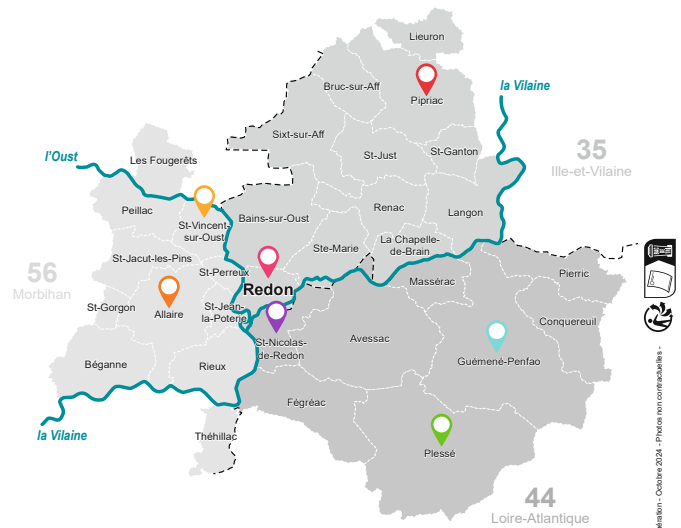 Lieuron
la Vilaine
Bruc-sur-Aff
Pipriac
Sixt-sur-Aff
35
Ille-et-Vilaine
l'Oust
Les Fougerêts
St-Just
St-Ganton
Peillac
St-Vincent-
sur-Oust
Bains-sur-Oust
Renac
Langon
Ste-Marie
La Chapelle-
de-Brain
St-Jacut-les-Pins
56
Morbihan
St-Perreux
Redon
Massérac
Pierric
St-Gorgon
Allaire
St-Jean-
la-Poterie
Conquereuil
St-Nicolas-
de-Redon
Avessac
Guémené-Penfao
Béganne
Rieux
Fégréac
la Vilaine
Théhillac
Plessé
44
Loire-Atlantique
ération - Octobre 2024 - Photos non contractuelles -